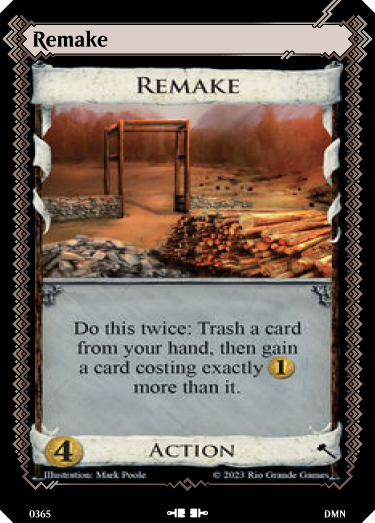 Remake
REMAKE
Do this twice: Trash a card
from your hand, then gain
a card costing exactly 1
more than it.
4 ACTION
Illustration: Mark Poole © 2023 Rio Grande Games
0365 DMN